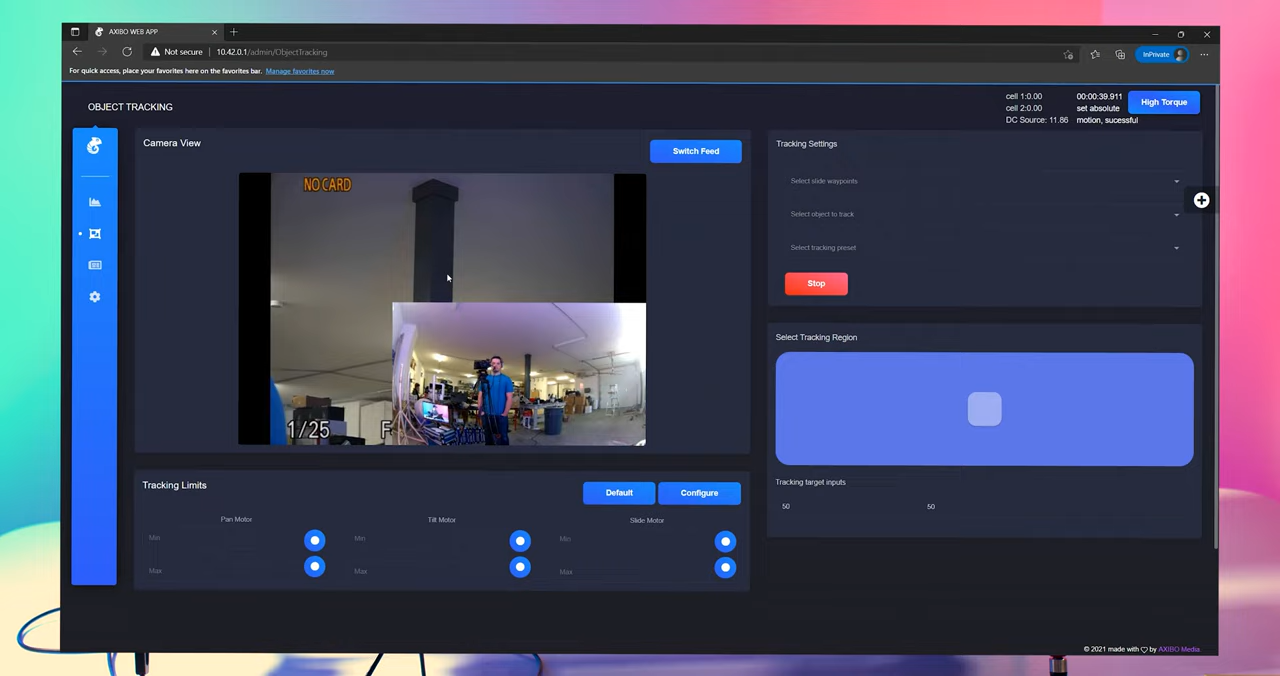 AXIBO WEB APP
Not secure
10.42.0.1/admin/ObjectTracking
InPrivate
For quick access, place your favorites here on the favorites bar. Manage favorites now
OBJECT TRACKING
cell 1:0.00
cell 2:0.00
DC Source: 11.86
00:00:39.911
set absolute
motion, sucessful
High Torque
Camera View
Switch Feed
NO CARD
1/25
F
Tracking Settings
Select slide waypoints
Select object to track
Select tracking preset
Stop
Select Tracking Region
Tracking target inputs
50
50
Tracking Limits
Default
Configure
Pan Motor
Tilt Motor
Slide Motor
Min
Min
Min
Max
Max
Max
© 2021 made with by AXIBO Media